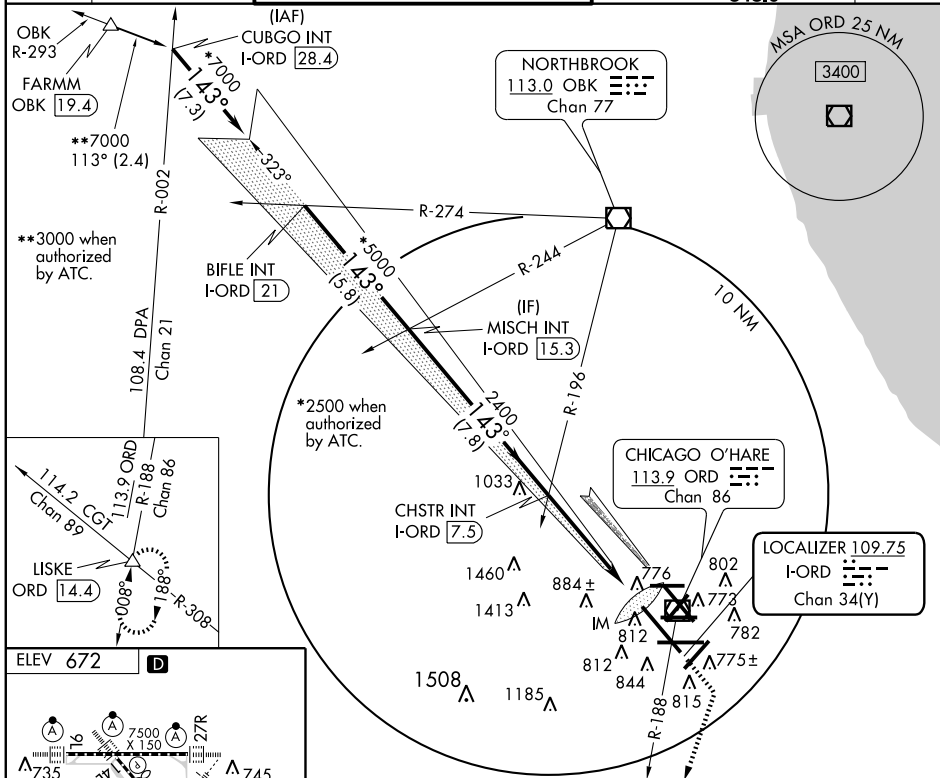 OBK
R-293
FARMM
OBK 19.4
**7000
113° (2.4)
(IAF)
CUBGO INT
I-ORD 28.4
*7000
143°
(7.3)
323°
NORTHBROOK
113.0 OBK
Chan 77
MSA ORD 25 NM
3400
R-002
108.4 DPA
Chan 21
**3000 when
authorized
by ATC.
R-274
R-244
R-196
BIFLE INT
I-ORD 21
*5000
143°
(5.8)
(IF)
MISCH INT
I-ORD 15.3
10 NM
*2500 when
authorized
by ATC.
2400
143°
(7.8)
1033
CHSTR INT
I-ORD 7.5
CHICAGO O'HARE
113.9 ORD
Chan 86
LOCALIZER 109.75
I-ORD
Chan 34(Y)
114.2 CGT
Chan 89
113.9 ORD
R-188
Chan 86
LISKE
ORD 14.4
008°
188°
R-308
1460
1413
884±
IM
776
812
802
773
782
812
844
775±
815
1508
1185
R-188
ELEV 672 D
A
A
A
9L
7500
X 150
27R
P
735
745